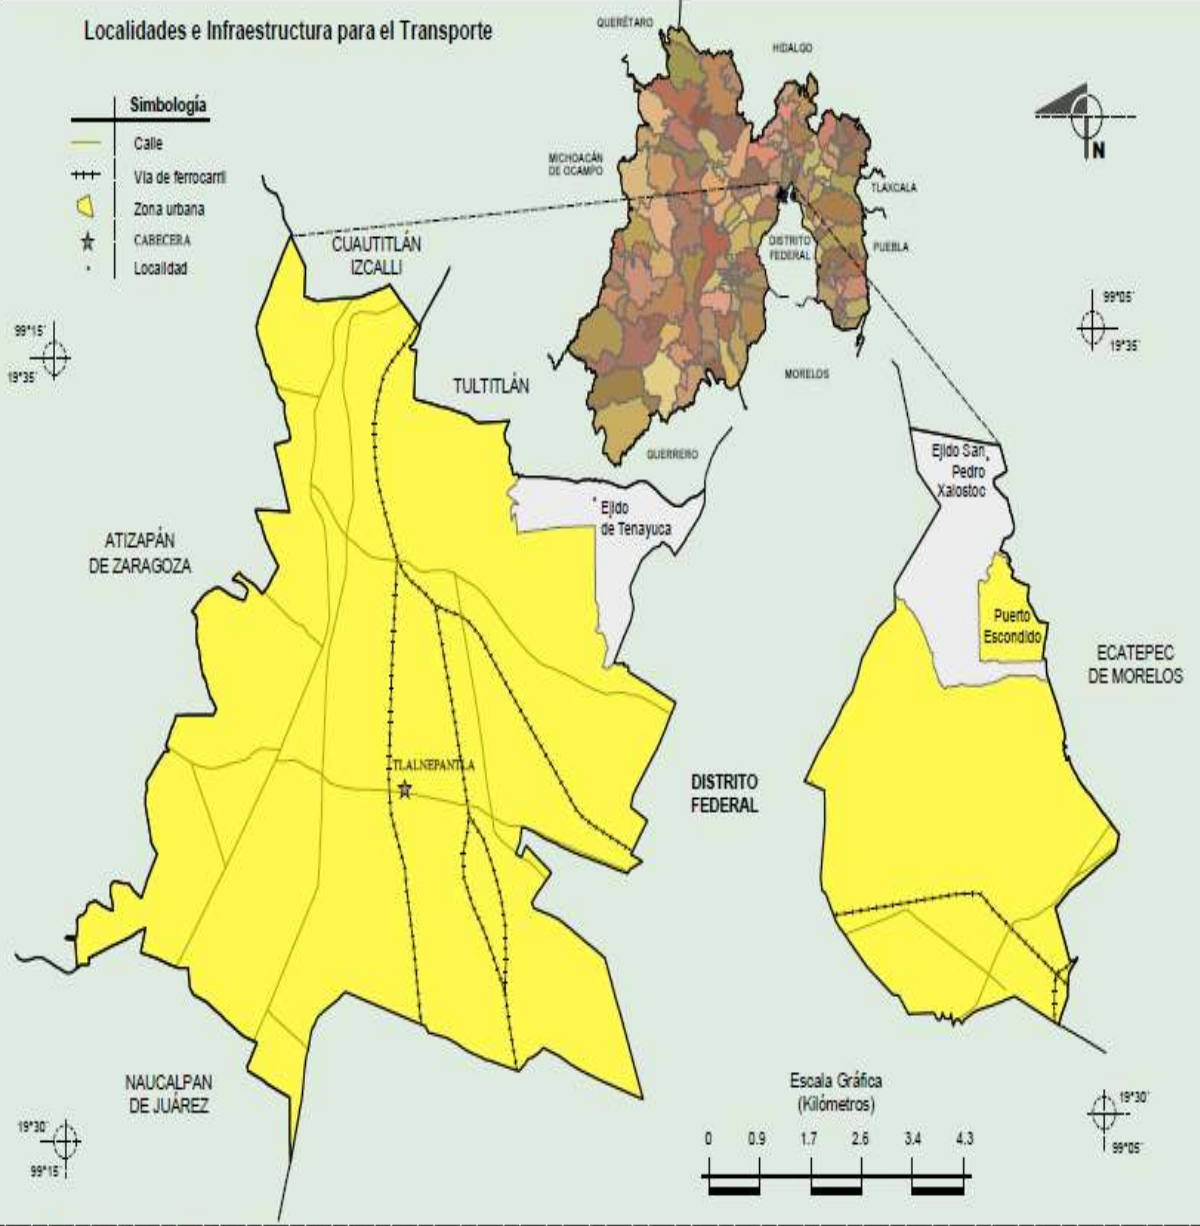 Localidades e Infraestructura para el Transporte
Simbología
Calle
Vía de ferrocarril
Zona urbana
CABECERA
Localidad
QUERÉTARO
HIDALGO
MICHOACÁN
DE OCAMPO
TLAXCALA
DISTRITO
FEDERAL
PUEBLA
MORELOS
GUERRERO
N
99°15´
19°35´
99°05´
19°35´
CUAUTITLÁN
IZCALLI
TULTITLÁN
Ejido
de Tenayuca
ATIZAPÁN
DE ZARAGOZA
Ejido San
Pedro
Xalostoc
Puerto
Escondido
ECATEPEC
DE MORELOS
TLALNEPANTLA
DISTRITO
FEDERAL
NAUCALPAN
DE JUÁREZ
19°30´
99°15´
Escala Gráfica
(Kilómetros)
0 0.9 1.7 2.6 3.4 4.3
19°30´
99°05´